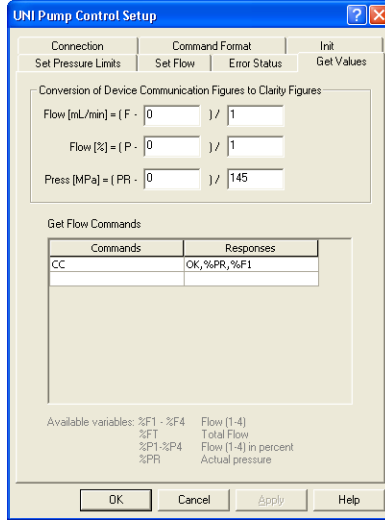 UNI Pump Control Setup
Connection Command Format Init
Set Pressure Limits Set Flow Error Status Get Values
Conversion of Device Communication Figures to Clarity Figures
Flow [mL/min] = ( F - 0 ) / 1
Flow [%] = ( P - 0 ) / 1
Press [MPa] = ( PR - 0 ) / 145
Get Flow Commands
Commands Responses
CC OK,%PR,%F1
Available variables: %F1 - %F4 Flow (1-4)
%FT Total Flow
%P1-%P4 Flow (1-4) in percent
%PR Actual pressure
OK Cancel Apply Help